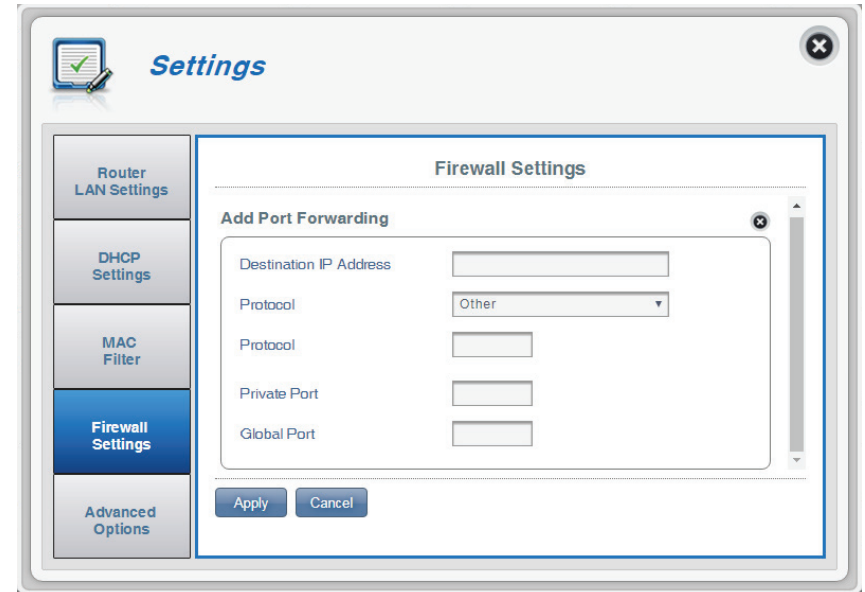 Settings
Router
LAN Settings
DHCP
Settings
MAC
Filter
Firewall
Settings
Advanced
Options
Firewall Settings
Add Port Forwarding
Destination IP Address
Protocol Other
Protocol
Private Port
Global Port
Apply Cancel